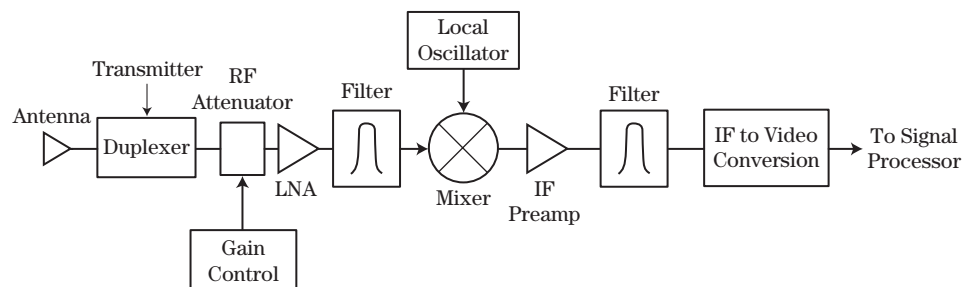 Local
Oscillator
Transmitter
RF
Attenuator
Filter
Filter
Antenna
Duplexer
IF to Video
Conversion
To Signal
Processor
LNA
Mixer
IF
Preamp
Gain
Control